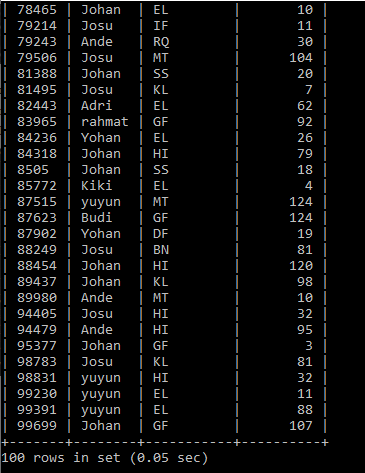 | 78465 | Johan | EL | 10 |
| 79214 | Josu | IF | 11 |
| 79243 | Ande | RQ | 30 |
| 79506 | Josu | MT | 104 |
| 81388 | Johan | SS | 20 |
| 81495 | Josu | KL | 7 |
| 82443 | Adri | EL | 62 |
| 83965 | rahmat | GF | 92 |
| 84236 | Yohan | EL | 26 |
| 84318 | Johan | HI | 79 |
| 8505 | Johan | SS | 18 |
| 85772 | Kiki | EL | 4 |
| 87515 | yuyun | MT | 124 |
| 87623 | Budi | GF | 124 |
| 87902 | Yohan | DF | 19 |
| 88249 | Josu | BN | 81 |
| 88454 | Johan | HI | 120 |
| 89437 | Johan | KL | 98 |
| 89980 | Ande | MT | 10 |
| 94405 | Josu | HI | 32 |
| 94479 | Ande | HI | 95 |
| 95377 | Johan | GF | 3 |
| 98783 | Josu | KL | 81 |
| 98831 | yuyun | HI | 32 |
| 99230 | yuyun | EL | 11 |
| 99391 | yuyun | EL | 88 |
| 99699 | Johan | GF | 107 |
+-------+--------+-----------+----------+
100 rows in set (0.05 sec)